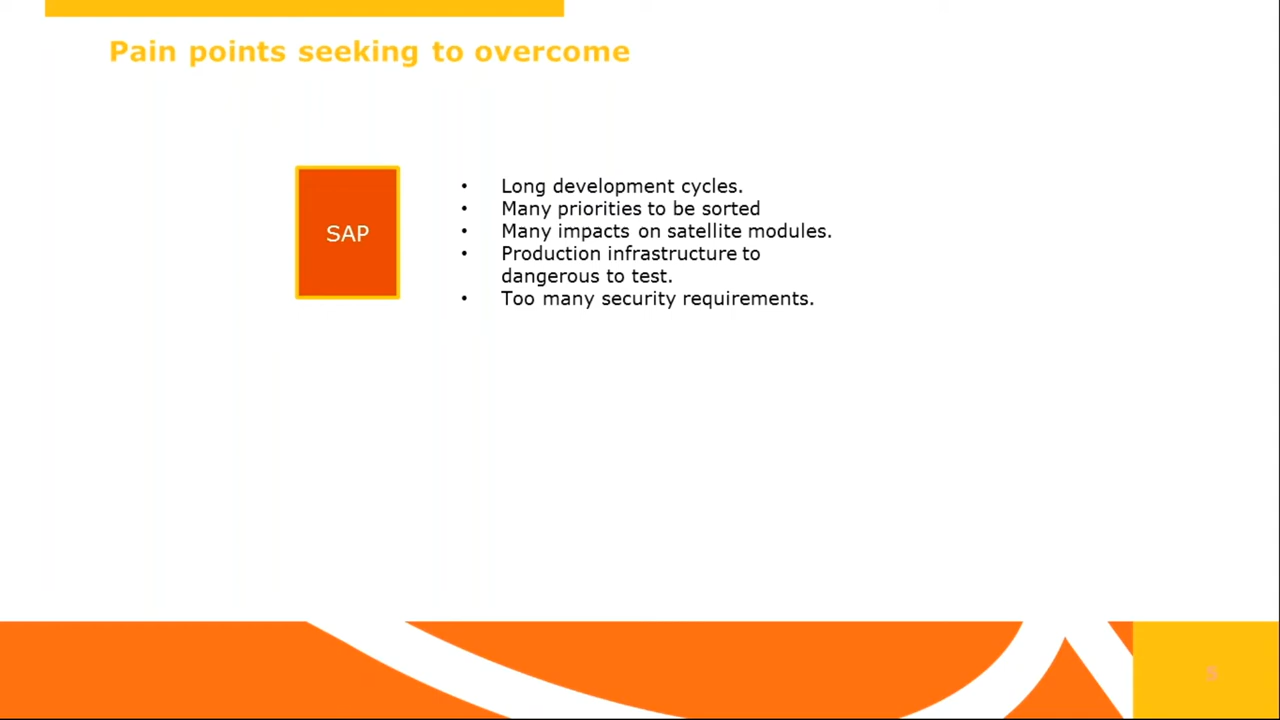 Pain points seeking to overcome
SAP
• Long development cycles.
• Many priorities to be sorted
• Many impacts on satellite modules.
• Production infrastructure to
dangerous to test.
• Too many security requirements.
5